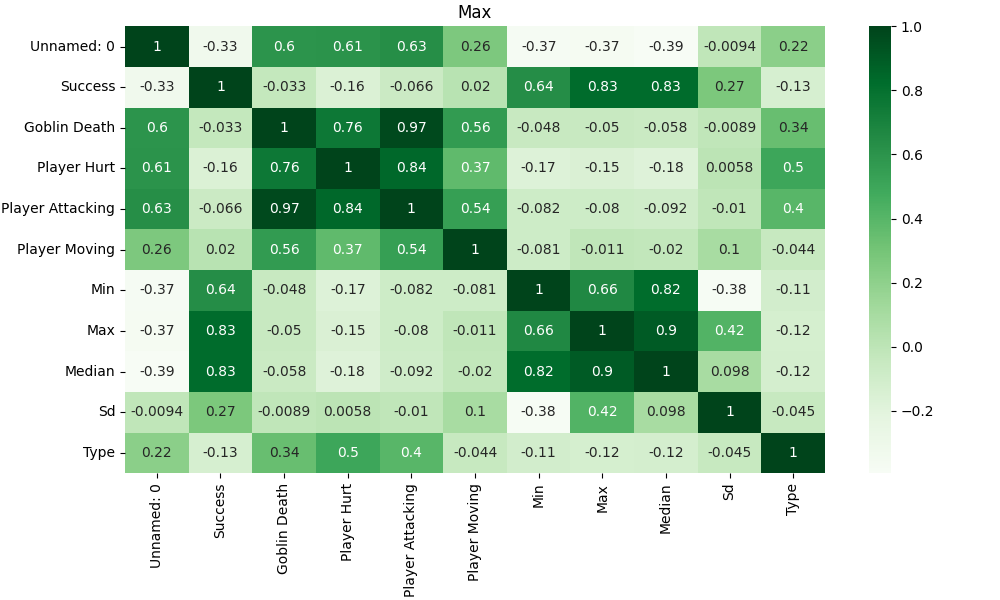 Max
Unnamed: 0 1 -0.33 0.6 0.61 0.63 0.26 -0.37 -0.37 -0.39 -0.0094 0.22
Success -0.33 1 -0.033 -0.16 -0.066 0.02 0.64 0.83 0.83 0.27 -0.13
Goblin Death 0.6 -0.033 1 0.76 0.97 0.56 -0.048 -0.05 -0.058 -0.0089 0.34
Player Hurt 0.61 -0.16 0.76 1 0.84 0.37 -0.17 -0.15 -0.18 0.0058 0.5
Player Attacking 0.63 -0.066 0.97 0.84 1 0.54 -0.082 -0.08 -0.092 -0.01 0.4
Player Moving 0.26 0.02 0.56 0.37 0.54 1 -0.081 -0.011 -0.02 0.1 -0.044
Min -0.37 0.64 -0.048 -0.17 -0.082 -0.081 1 0.66 0.82 -0.38 -0.11
Max -0.37 0.83 -0.05 -0.15 -0.08 -0.011 0.66 1 0.9 0.42 -0.12
Median -0.39 0.83 -0.058 -0.18 -0.092 -0.02 0.82 0.9 1 0.098 -0.12
Sd -0.0094 0.27 -0.0089 0.0058 -0.01 0.1 -0.38 0.42 0.098 1 -0.045
Type 0.22 -0.13 0.34 0.5 0.4 -0.044 -0.11 -0.12 -0.12 -0.045 1
Unnamed: 0
Success
Goblin Death
Player Hurt
Player Attacking
Player Moving
Min
Max
Median
Sd
Type
1.0
0.8
0.6
0.4
0.2
0.0
−0.2